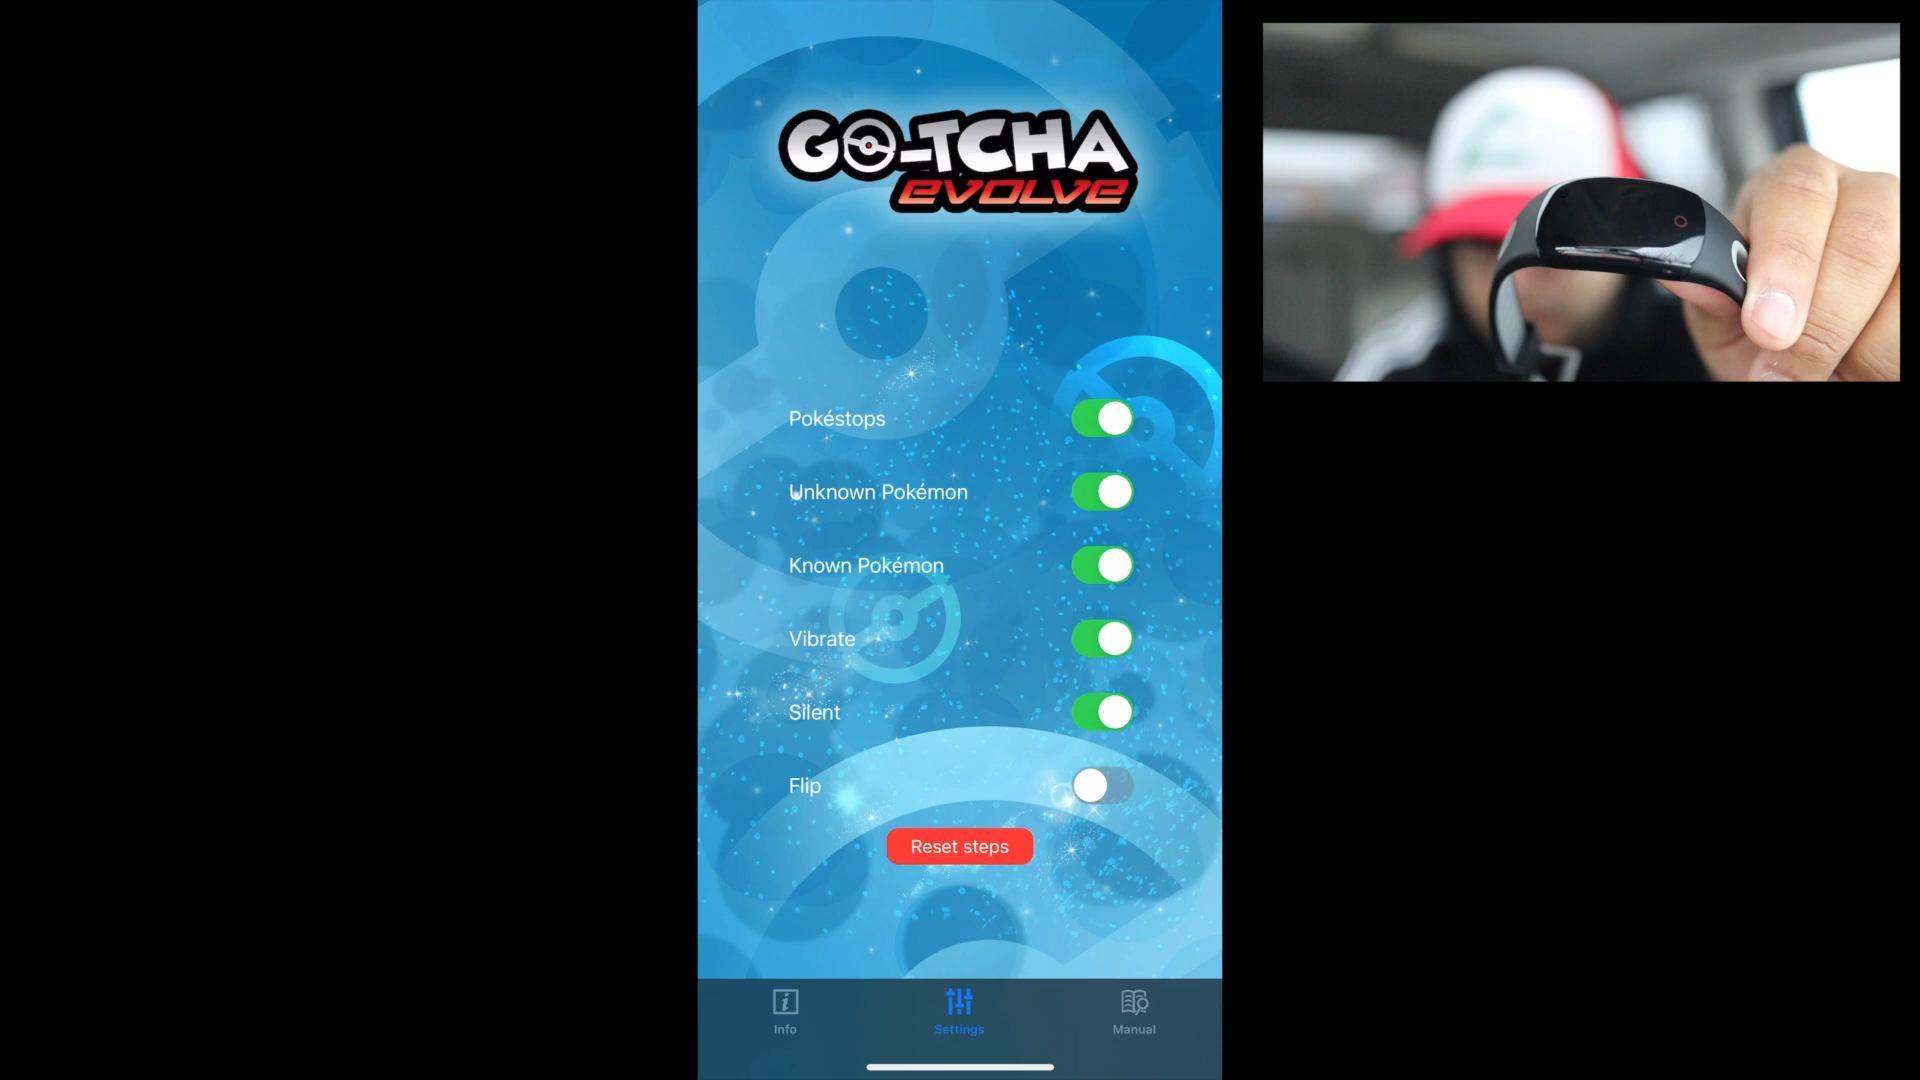 GO-TCHA
evolve
Pokéstops
Unknown Pokémon
Known Pokémon
Vibrate
Silent
Flip
Reset steps
Info
Settings
Manual